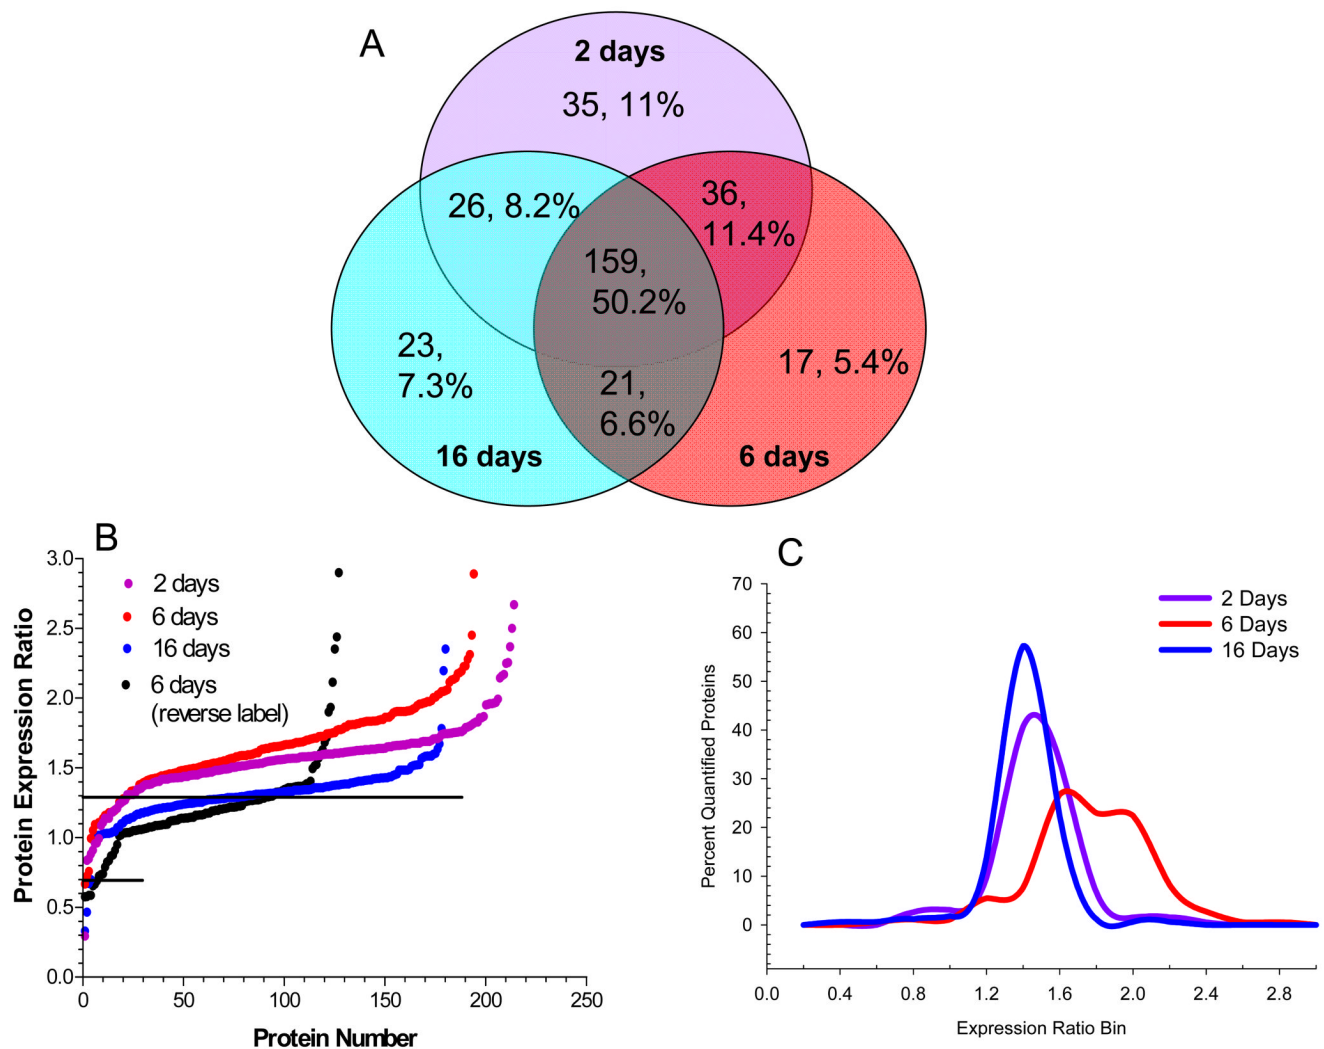 A
2 days
35, 11%
26, 8.2%
36,
11.4%
159,
50.2%
23,
7.3%
17, 5.4%
21,
6.6%
16 days
6 days
B
3.0
2.5
2.0
1.5
1.0
0.5
0.0
Protein Expression Ratio
2 days
6 days
16 days
6 days
(reverse label)
0
50
100
150
200
250
Protein Number
C
70
60
50
40
30
20
10
0
Percent Quantified Proteins
2 Days
6 Days
16 Days
0.0
0.4
0.8
1.2
1.6
2.0
2.4
2.8
Expression Ratio Bin